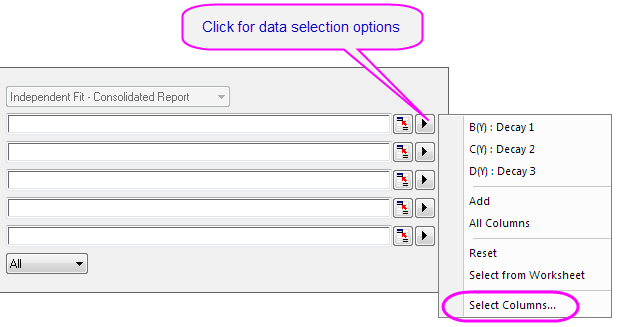 Click for data selection options
Independent Fit - Consolidated Report
B(Y) : Decay 1
C(Y) : Decay 2
D(Y) : Decay 3
Add
All Columns
Reset
Select from Worksheet
All
Select Columns...